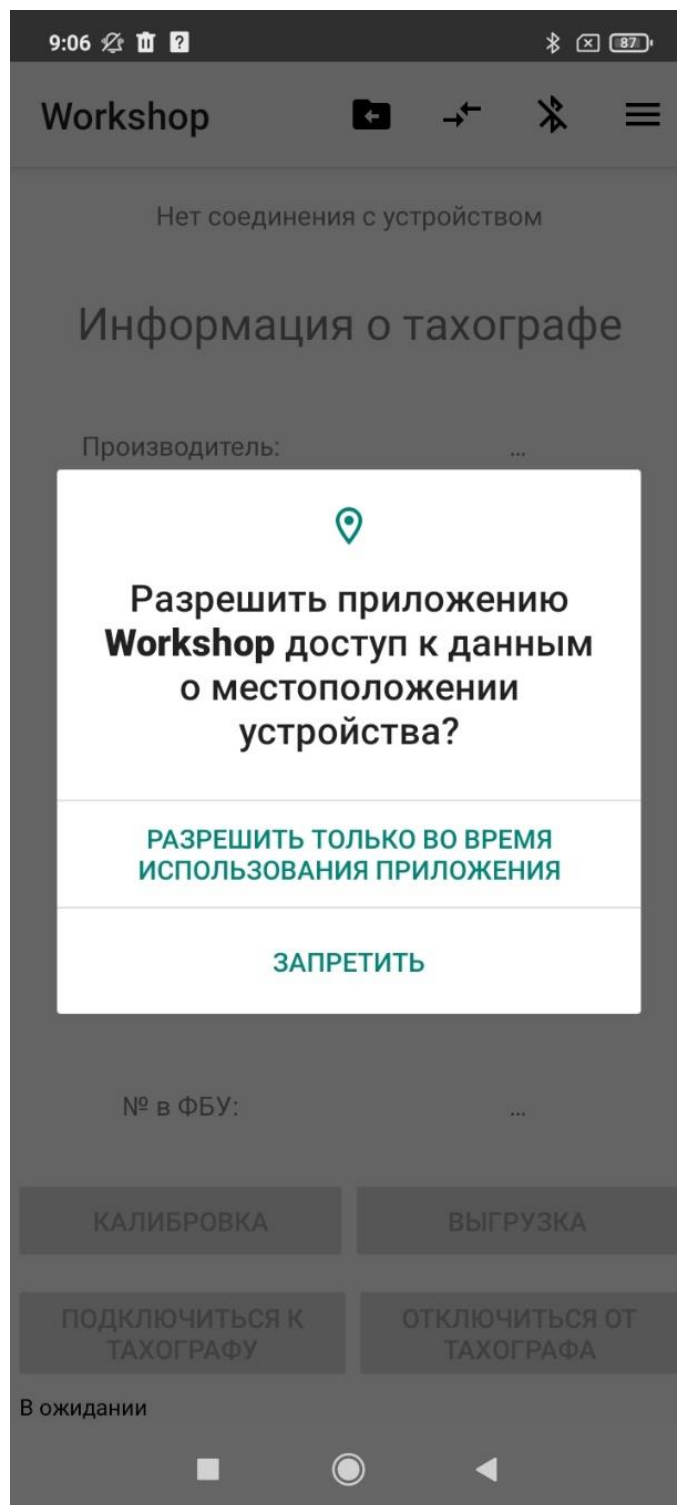 9:06
87
Workshop
Нет соединения с устройством
Информация о тахографе
Производитель: ...
Разрешить приложению
Workshop доступ к данным
о местоположении
устройства?
РАЗРЕШИТЬ ТОЛЬКО ВО ВРЕМЯ
ИСПОЛЬЗОВАНИЯ ПРИЛОЖЕНИЯ
ЗАПРЕТИТЬ
№ в ФБУ: ...
КАЛИБРОВКА ВЫГРУЗКА
ПОДКЛЮЧИТЬСЯ К ОТКЛЮЧИТЬСЯ ОТ
ТАХОГРАФУ ТАХОГРАФА
В ожидании